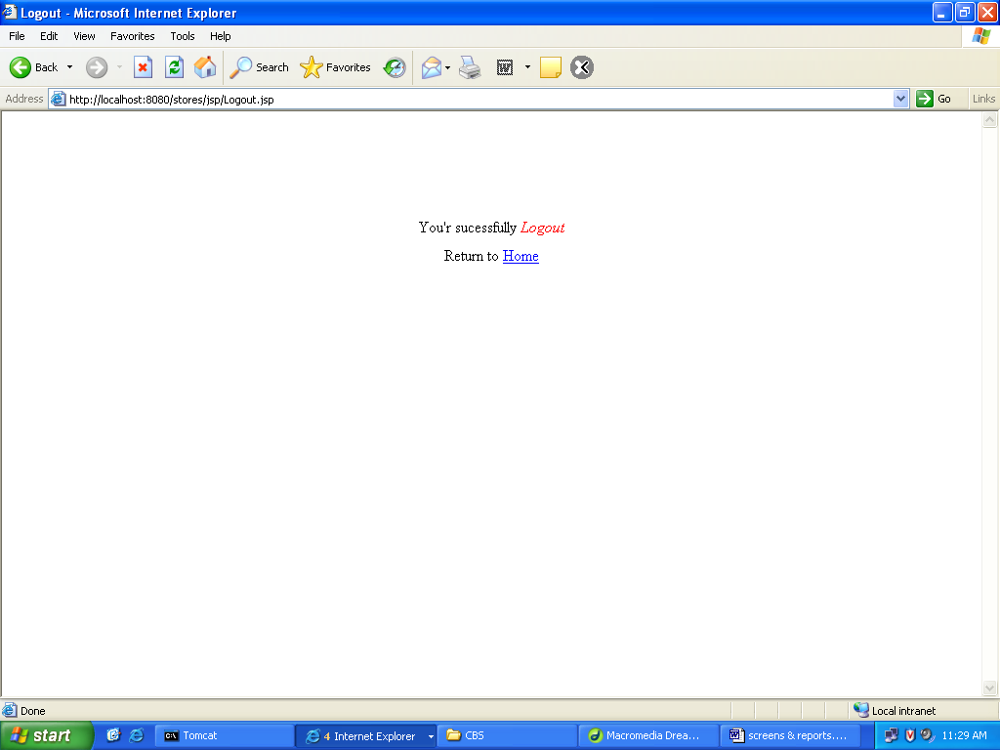 Logout - Microsoft Internet Explorer
File Edit View Favorites Tools Help
Back Search Favorites
Address http://localhost:8080/stores/jsp/Logout.jsp Go Links
You'r sucessfully Logout
Return to Home
Done Local intranet
start Tomcat 4 Internet Explorer CBS Macromedia Drea... screens & reports.... 11:29 AM